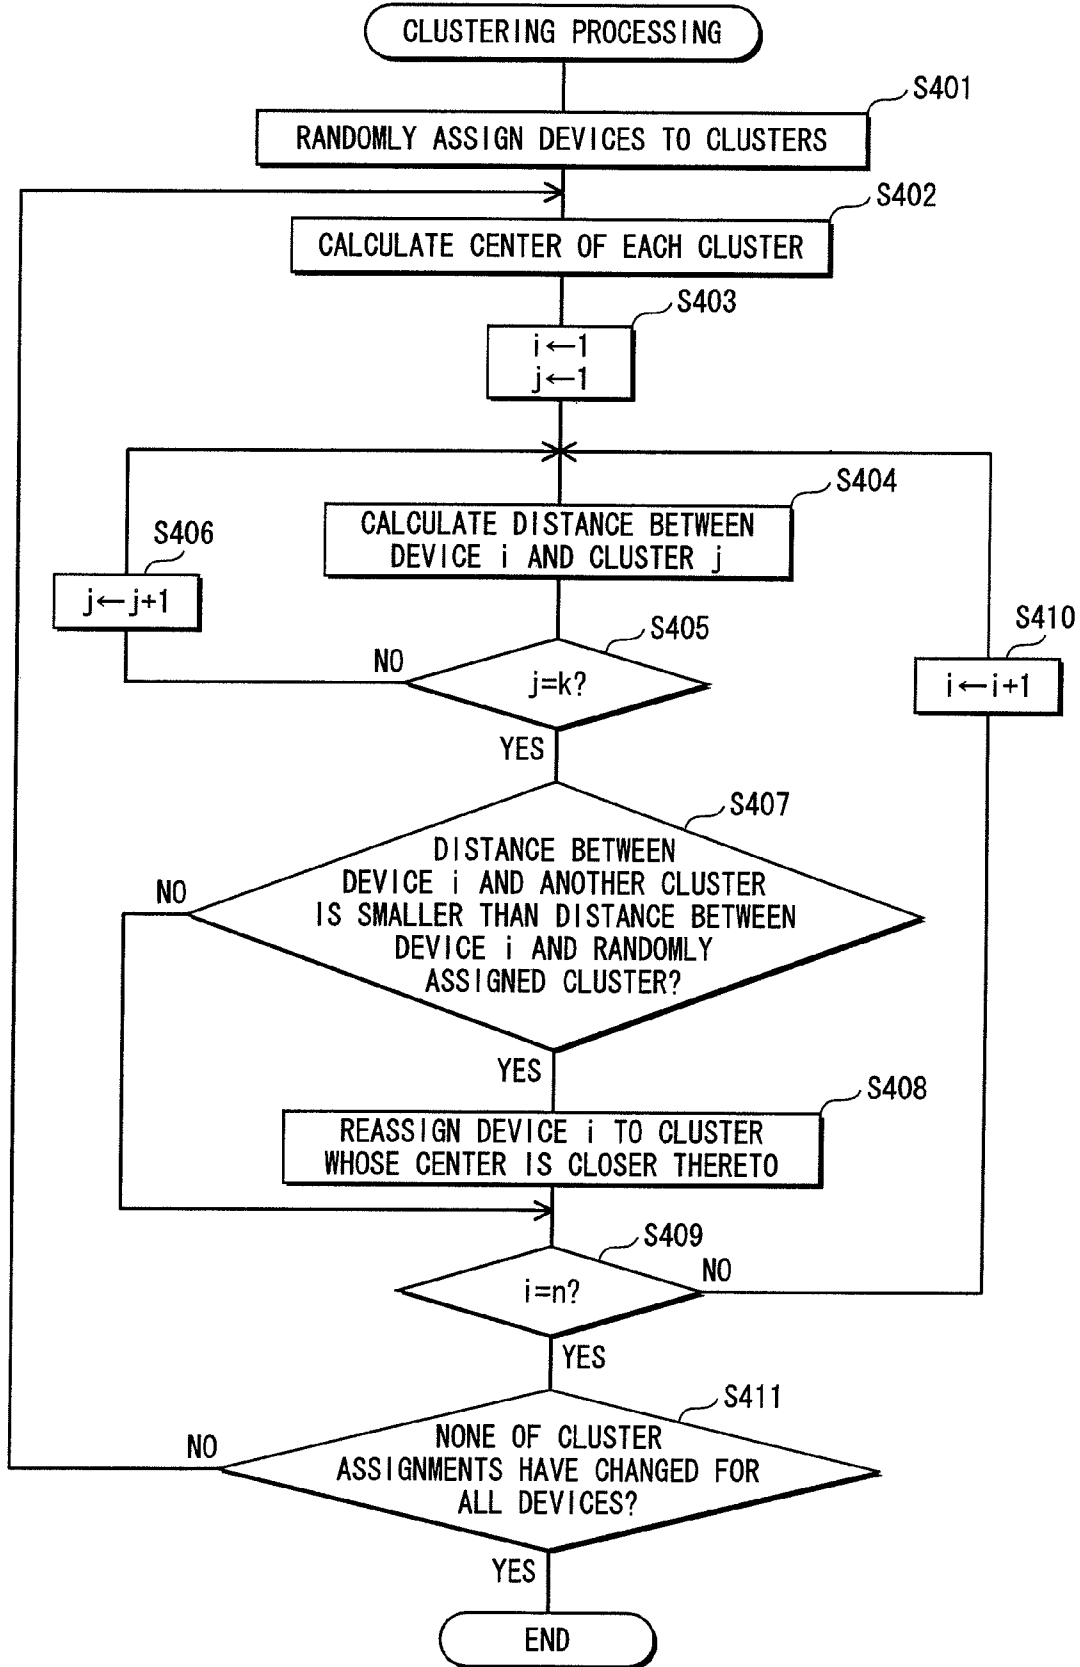 CLUSTERING PROCESSING
S401
RANDOMLY ASSIGN DEVICES TO CLUSTERS
S402
CALCULATE CENTER OF EACH CLUSTER
S403
i←1
j←1
S404
CALCULATE DISTANCE BETWEEN
DEVICE i AND CLUSTER j
S406
j←j+1
S405
NO
j=k?
YES
S410
i←i+1
S407
DISTANCE BETWEEN
DEVICE i AND ANOTHER CLUSTER
IS SMALLER THAN DISTANCE BETWEEN
DEVICE i AND RANDOMLY
ASSIGNED CLUSTER?
NO
YES
S408
REASSIGN DEVICE i TO CLUSTER
WHOSE CENTER IS CLOSER THERETO
S409
i=n?
NO
YES
S411
NONE OF CLUSTER
ASSIGNMENTS HAVE CHANGED FOR
ALL DEVICES?
NO
YES
END